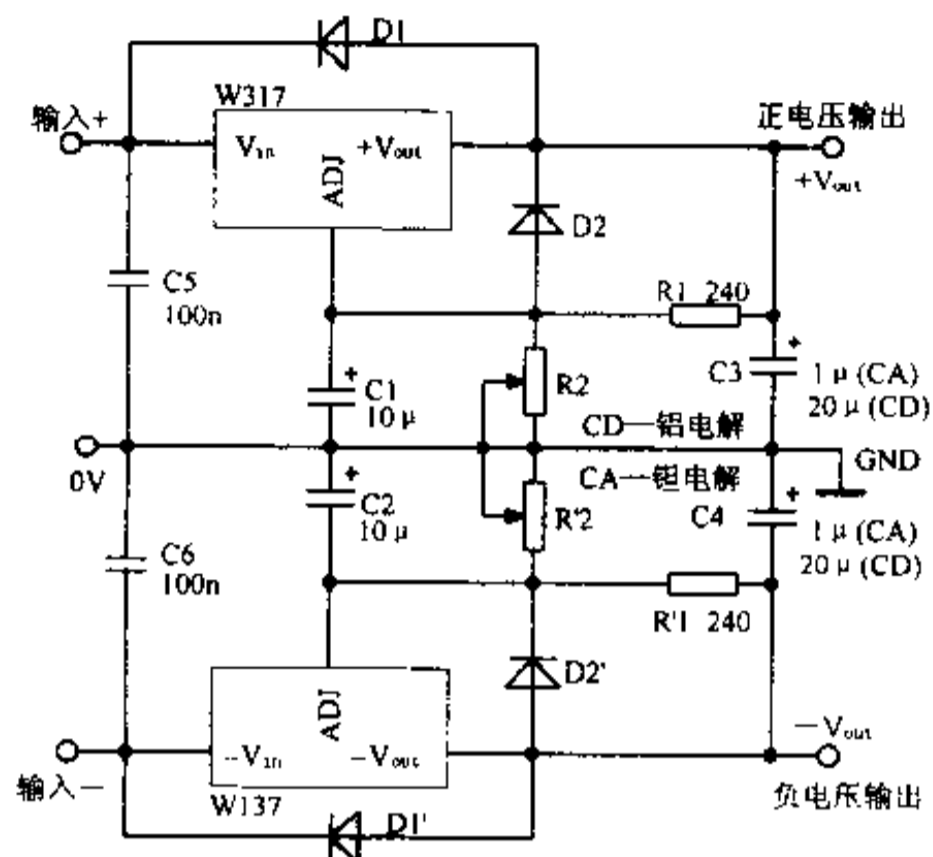 D1
W317
输入+
Vin
+Vout
ADJ
正电压输出
+Vout
D2
C5
100n
R1 240
C3
+
1μ(CA)
20μ(CD)
+
C1
10μ
R2
CD—铝电解
0V
GND
CA—钽电解
+
C2
10μ
R'2
C4
+
1μ(CA)
20μ(CD)
C6
100n
R'1 240
ADJ
D2'
−Vin
−Vout
−Vout
输入−
W137
负电压输出
D1'